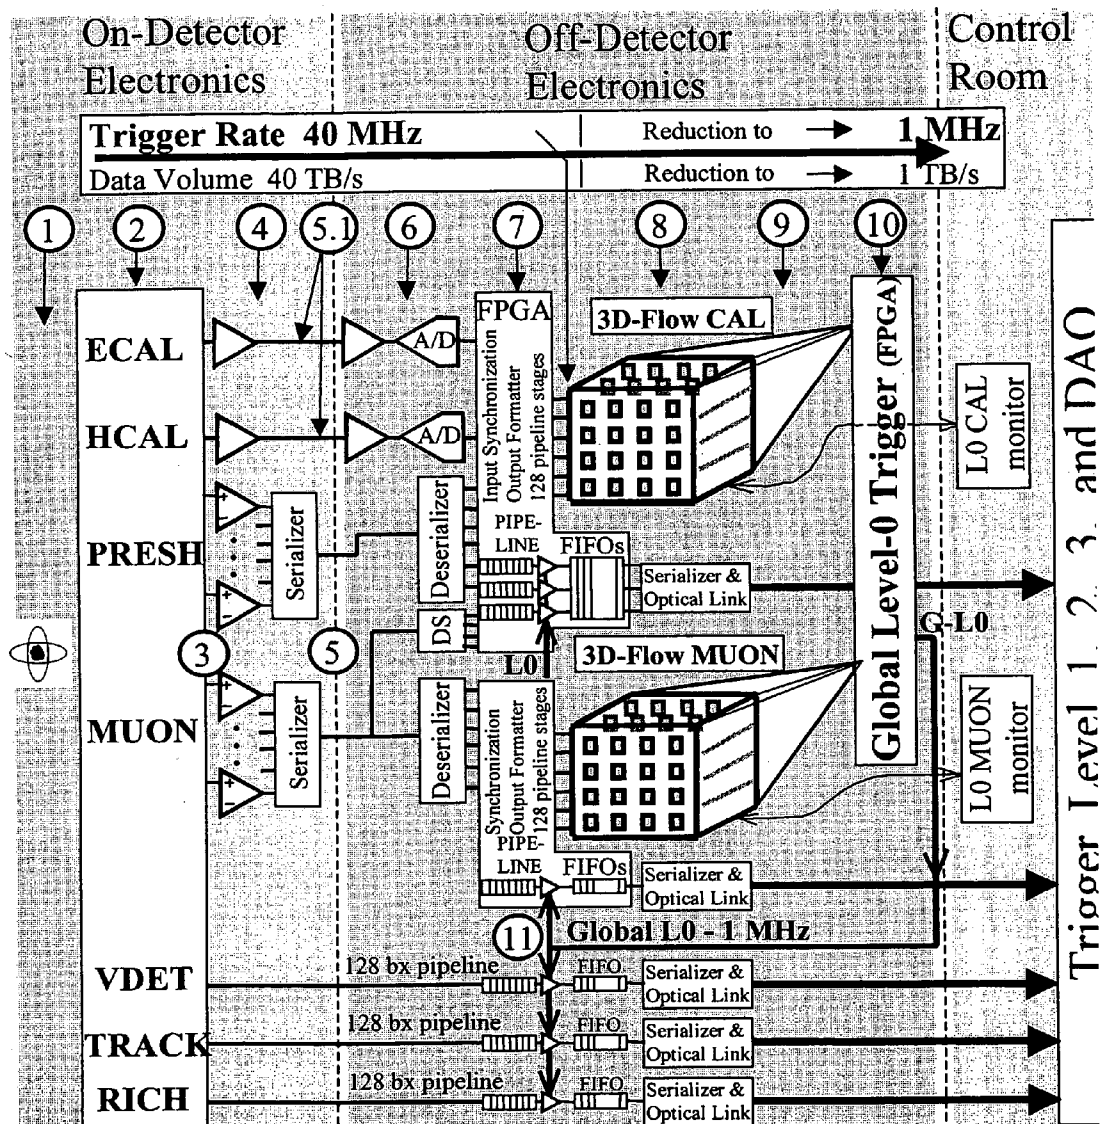 On-Detector
Electronics
Off-Detector
Electronics
Control
Room
Trigger Rate 40 MHz
Reduction to
1 MHz
Data Volume 40 TB/s
Reduction to
1 TB/s
1
2
4
5.1
6
7
8
9
10
ECAL
HCAL
PRESH
MUON
VDET
TRACK
RICH
3
5
11
A/D
A/D
+
-
+
-
+
-
+
-
Serializer
Serializer
Deserializer
DS
Deserializer
FPGA
Input Synchronization
Output Formatter
128 pipeline stages
PIPE-
LINE
FIFOs
Serializer &
Optical Link
L0
3D-Flow CAL
3D-Flow MUON
Synchronization
Output Formatter
128 pipeline stages
PIPE-
LINE
FIFOs
Serializer &
Optical Link
Global Level-0 Trigger (FPGA)
G-L0
L0 CAL
monitor
L0 MUON
monitor
Global L0 - 1 MHz
128 bx pipeline
FIFO
Serializer &
Optical Link
128 bx pipeline
FIFO
Serializer &
Optical Link
128 bx pipeline
FIFO
Serializer &
Optical Link
Trigger Level 1, 2, 3, and DAQ